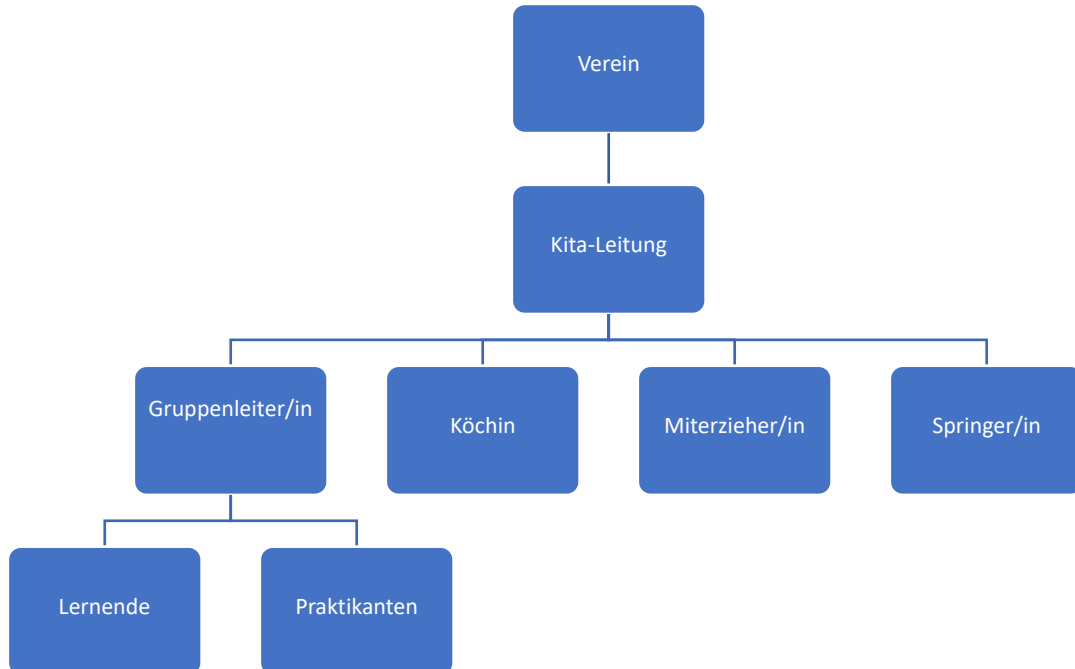 Verein
Kita-Leitung
Gruppenleiter/in
Köchin
Miterzieher/in
Springer/in
Lernende
Praktikanten